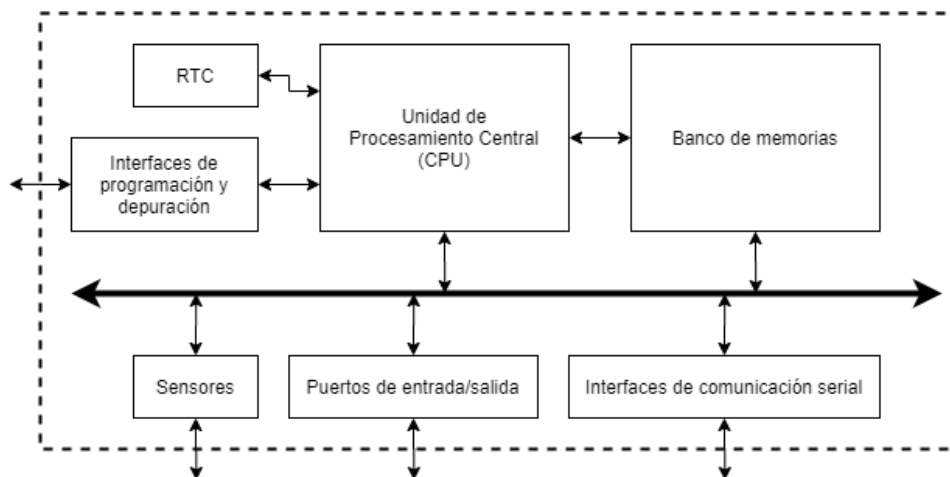 RTC
Unidad de
Procesamiento Central
(CPU)
Banco de memorias
Interfaces de
programación y
depuración
Sensores
Puertos de entrada/salida
Interfaces de comunicación serial